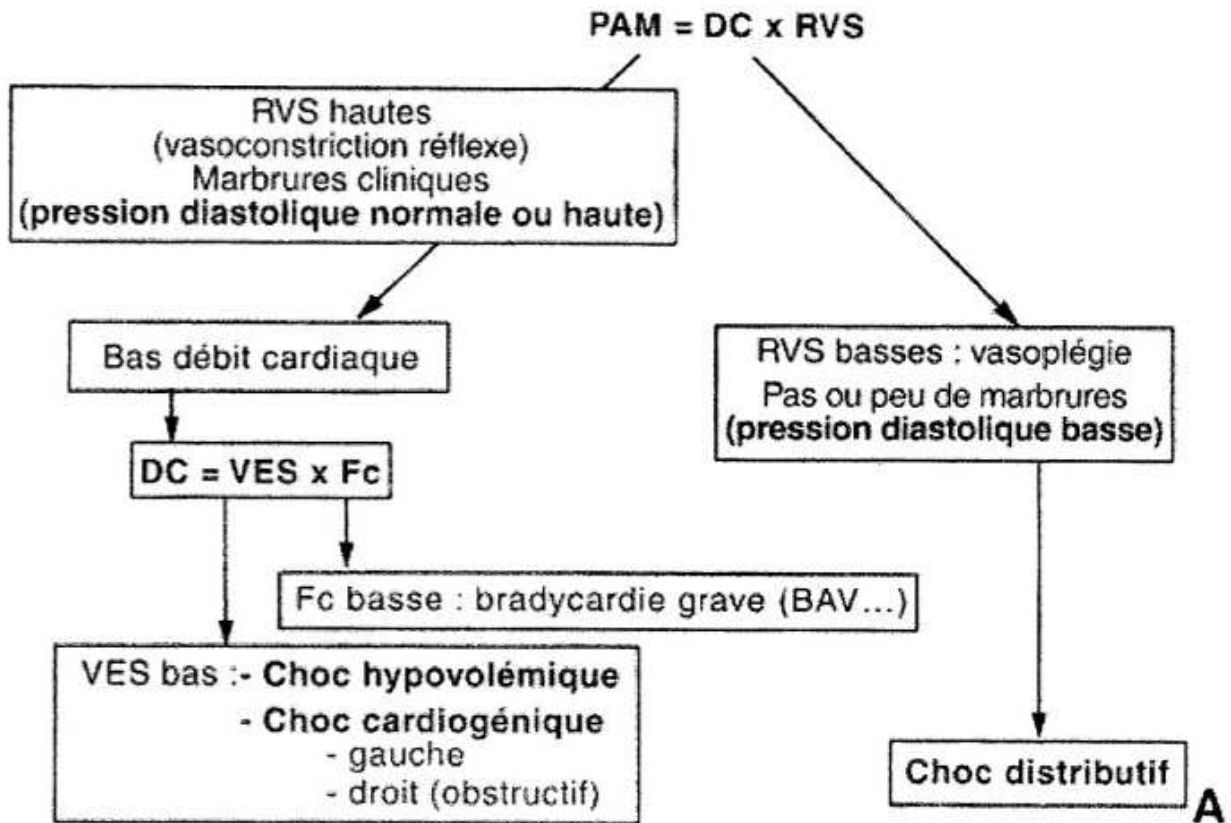 PAM = DC x RVS
RVS hautes
(vasoconstriction réflexe)
Marbrures cliniques
(pression diastolique normale ou haute)
Bas débit cardiaque
DC = VES x Fc
Fc basse : bradycardie grave (BAV...)
VES bas :- Choc hypovolémique
- Choc cardiogénique
- gauche
- droit (obstructif)
RVS basses : vasoplégie
Pas ou peu de marbrures
(pression diastolique basse)
Choc distributif
A